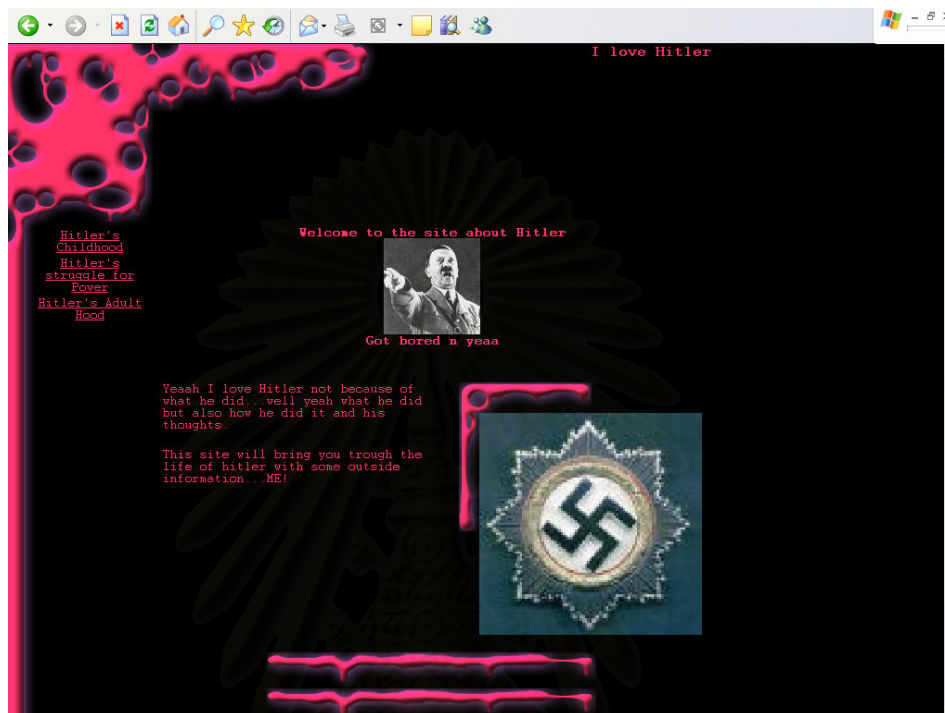 I love Hitler
Hitler's
Childhood
Hitler's
struggle for
Power
Hitler's Adult
Hood
Welcome to the site about Hitler
Got bored n yeaa
Yeaah I love Hitler not because of
what he did...well yeah what he did
but also how he did it and his
thoughts.
This site will bring you trough the
life of hitler with some outside
information...ME!